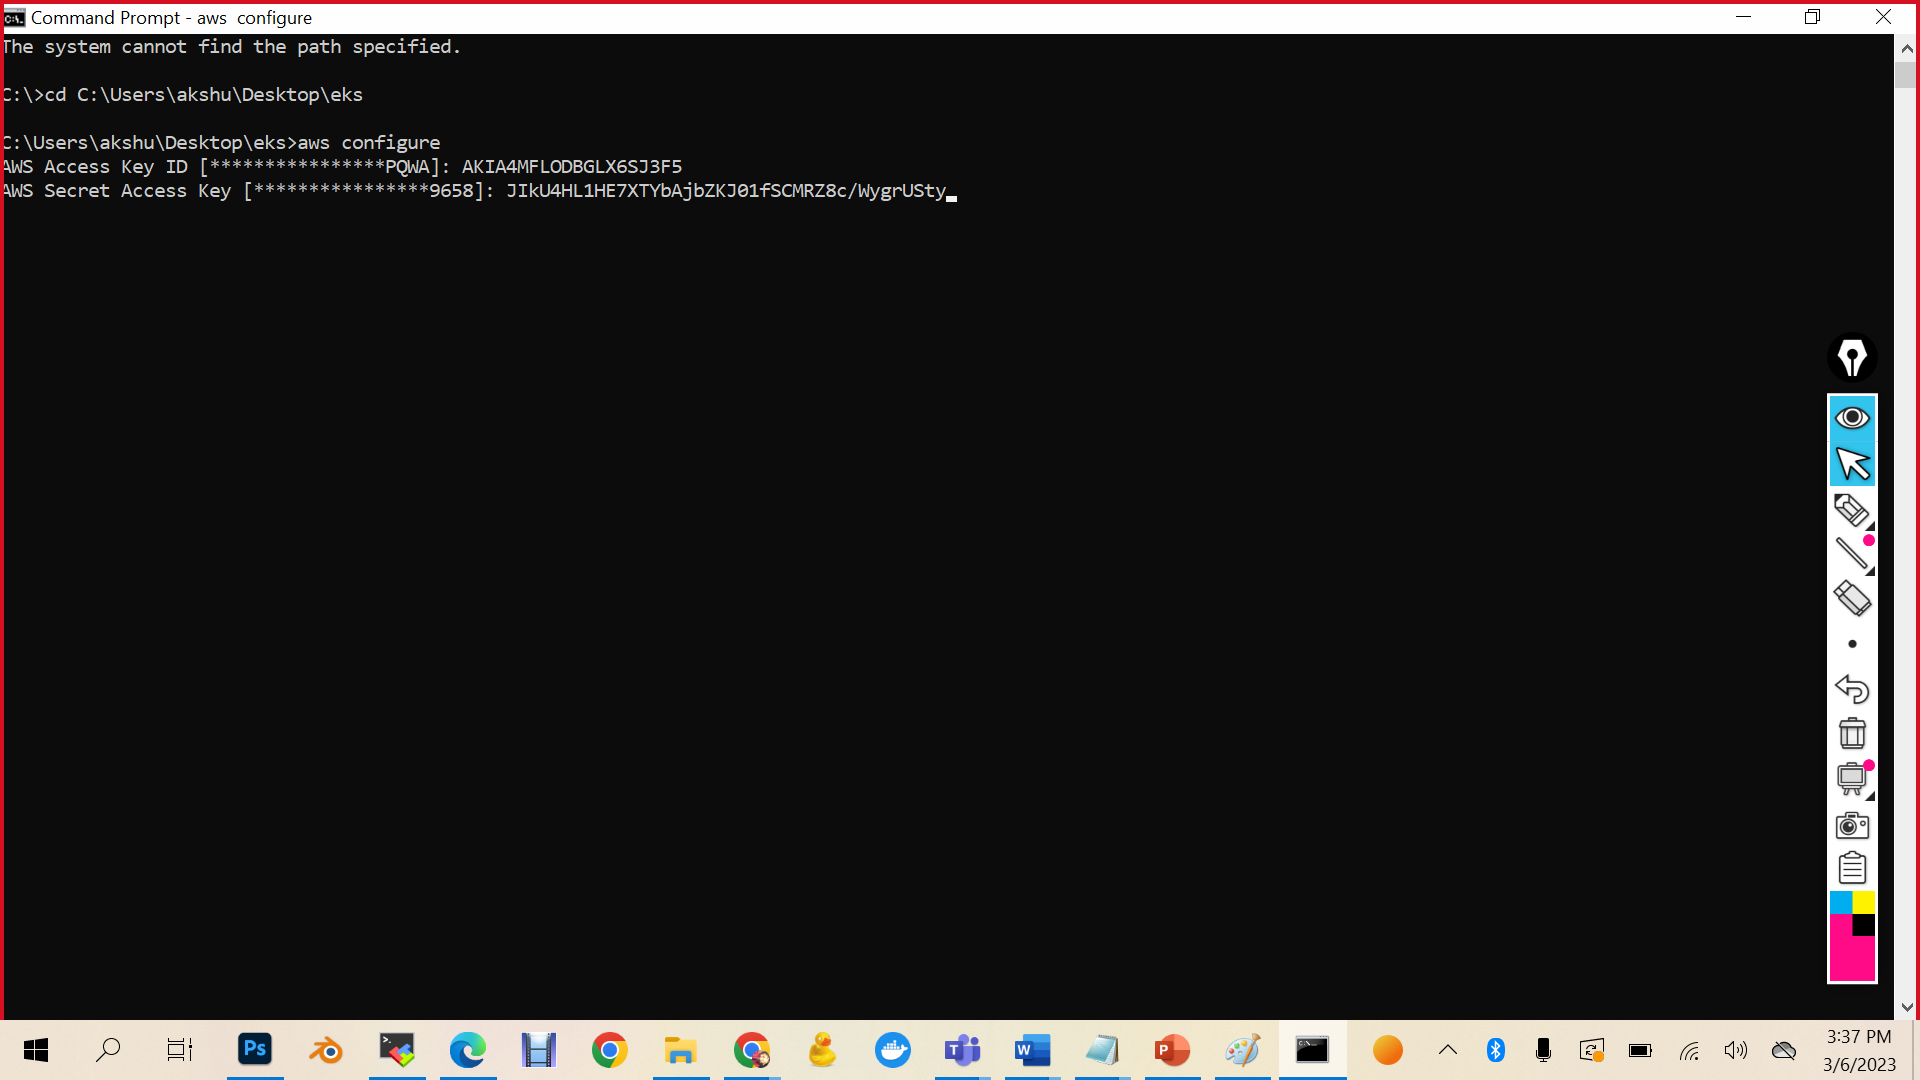 Command Prompt - aws  configure
The system cannot find the path specified.
C:\>cd C:\Users\akshu\Desktop\eks
C:\Users\akshu\Desktop\eks>aws configure
AWS Access Key ID [****************PQWA]: AKIA4MFLODBGLX6SJ3F5
AWS Secret Access Key [****************9658]: 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
Ps
3:37 PM
3/6/2023